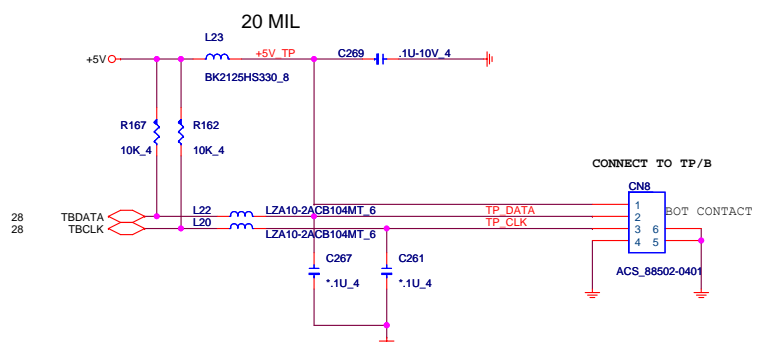 20 MIL
L23
+5V
+5V_TP
C269
.1U-10V_4
BK2125HS330_8
R167
R162
10K_4
10K_4
CONNECT TO TP/B
CN8
28
TBDATA
L22
LZA10-2ACB104MT_6
TP_DATA
1
BOT CONTACT
2
28
TBCLK
L20
LZA10-2ACB104MT_6
TP_CLK
3
6
4
5
C267
C261
*.1U_4
*.1U_4
ACS_88502-0401